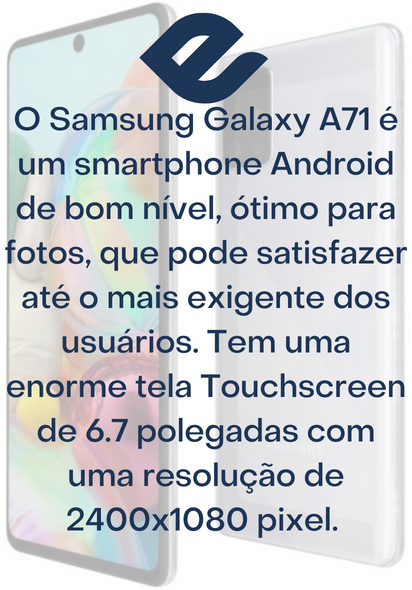 O Samsung Galaxy A71 é
um smartphone Android
de bom nível, ótimo para
fotos, que pode satisfazer
até o mais exigente dos
usuários. Tem uma
enorme tela Touchscreen
de 6.7 polegadas com
uma resolução de
2400x1080 pixel.